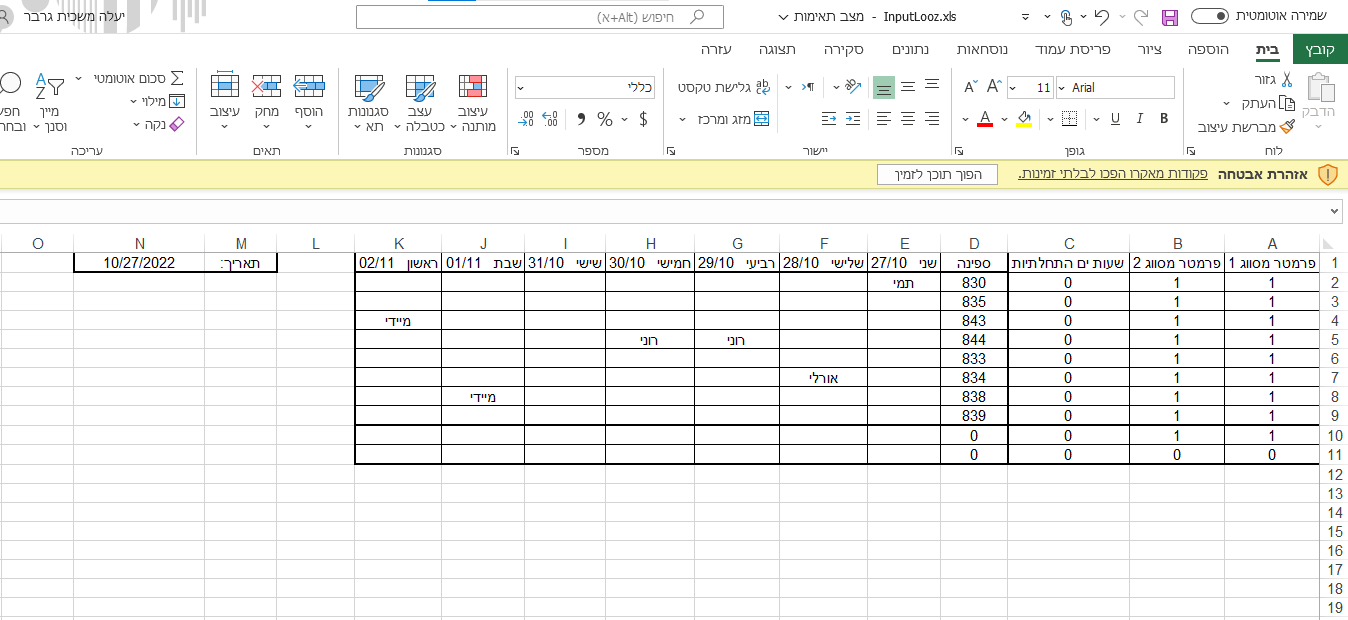 שמירה אוטומטית InputLooz.xls - מצב תאימות חיפוש (Alt+א) יעלה משכית גרבר
קובץ בית הוספה ציור פריסת עמוד נוסחאות נתונים סקירה תצוגה עזרה
הדבק גזור העתק מברשת עיצוב
Arial 11 A A B I U A
גלישת טקסט מזג ומרכז
כללי $ % 9
עיצוב מותנה עצב כטבלה סגנונות תא
הוסף מחק עיצוב
סכום אוטומטי מילוי נקה
מיין וסנן
לוח גופן יישור מספר סגנונות תאים עריכה
אזהרת אבטחה פקודות מאקרו הפכו לבלתי זמינות. הפוך תוכן לזמין
A B C D E F G H I J K L M N O
1 פרמטר מסווג 1 פרמטר מסווג 2 שעות ים התחלתיות ספינה שני 27/10 שלישי 28/10 רביעי 29/10 חמישי 30/10 שישי 31/10 שבת 01/11 ראשון 02/11 תאריך: 10/27/2022
2 1 1 0 830 תמי
3 1 1 0 835
4 1 1 0 843 מיידי
5 1 1 0 844 רוני רוני
6 1 1 0 833
7 1 1 0 834 אורלי
8 1 1 0 838 מיידי
9 1 1 0 839
10 1 1 0 0
11 0 0 0 0
12
13
14
15
16
17
18
19